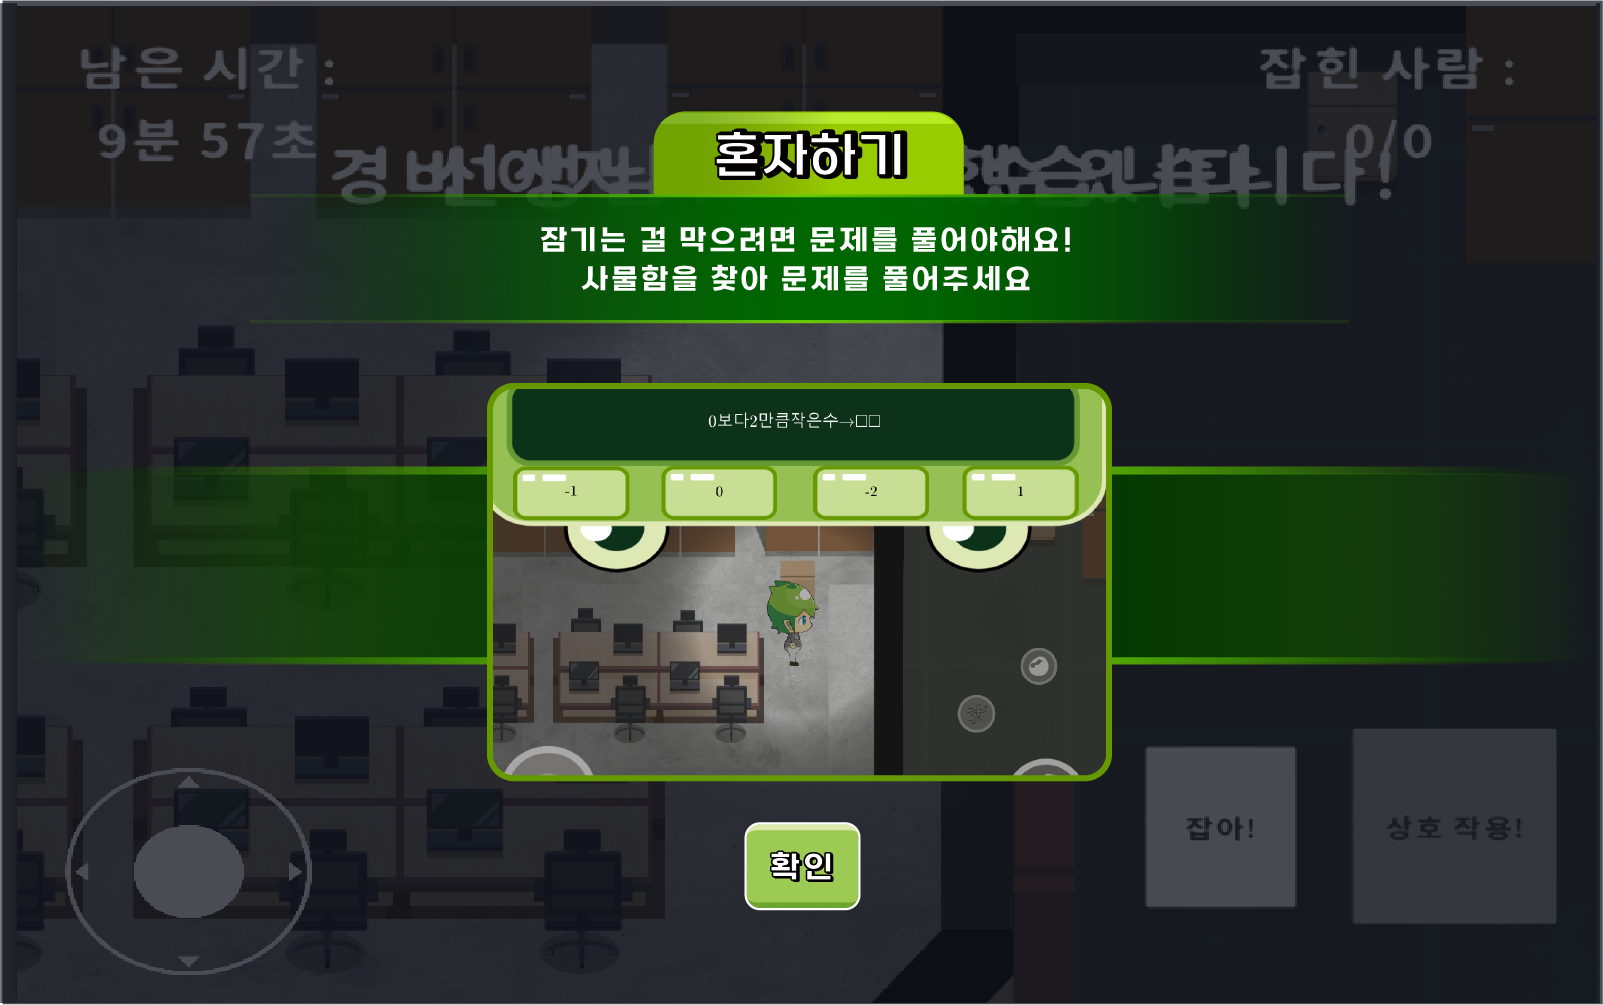 남은 시간 :
9분 57초
잡힌 사람 :
0/0
혼자하기
잠기는 걸 막으려면 문제를 풀어야해요!
사물함을 찾아 문제를 풀어주세요
0보다2만큼작은수→□□
-1
0
-2
1
확인
잡아!
상호 작용!